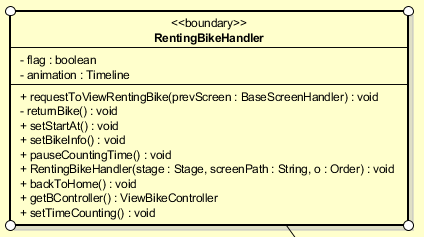 <<boundary>>
RentingBikeHandler
- flag : boolean
- animation : Timeline
+ requestToViewRentingBike(prevScreen : BaseScreenHandler) : void
- returnBike() : void
+ setStartAt() : void
+ setBikeInfo() : void
+ pauseCountingTime() : void
+ RentingBikeHandler(stage : Stage, screenPath : String, o : Order) : void
+ backToHome() : void
+ getBController() : ViewBikeController
+ setTimeCounting() : void